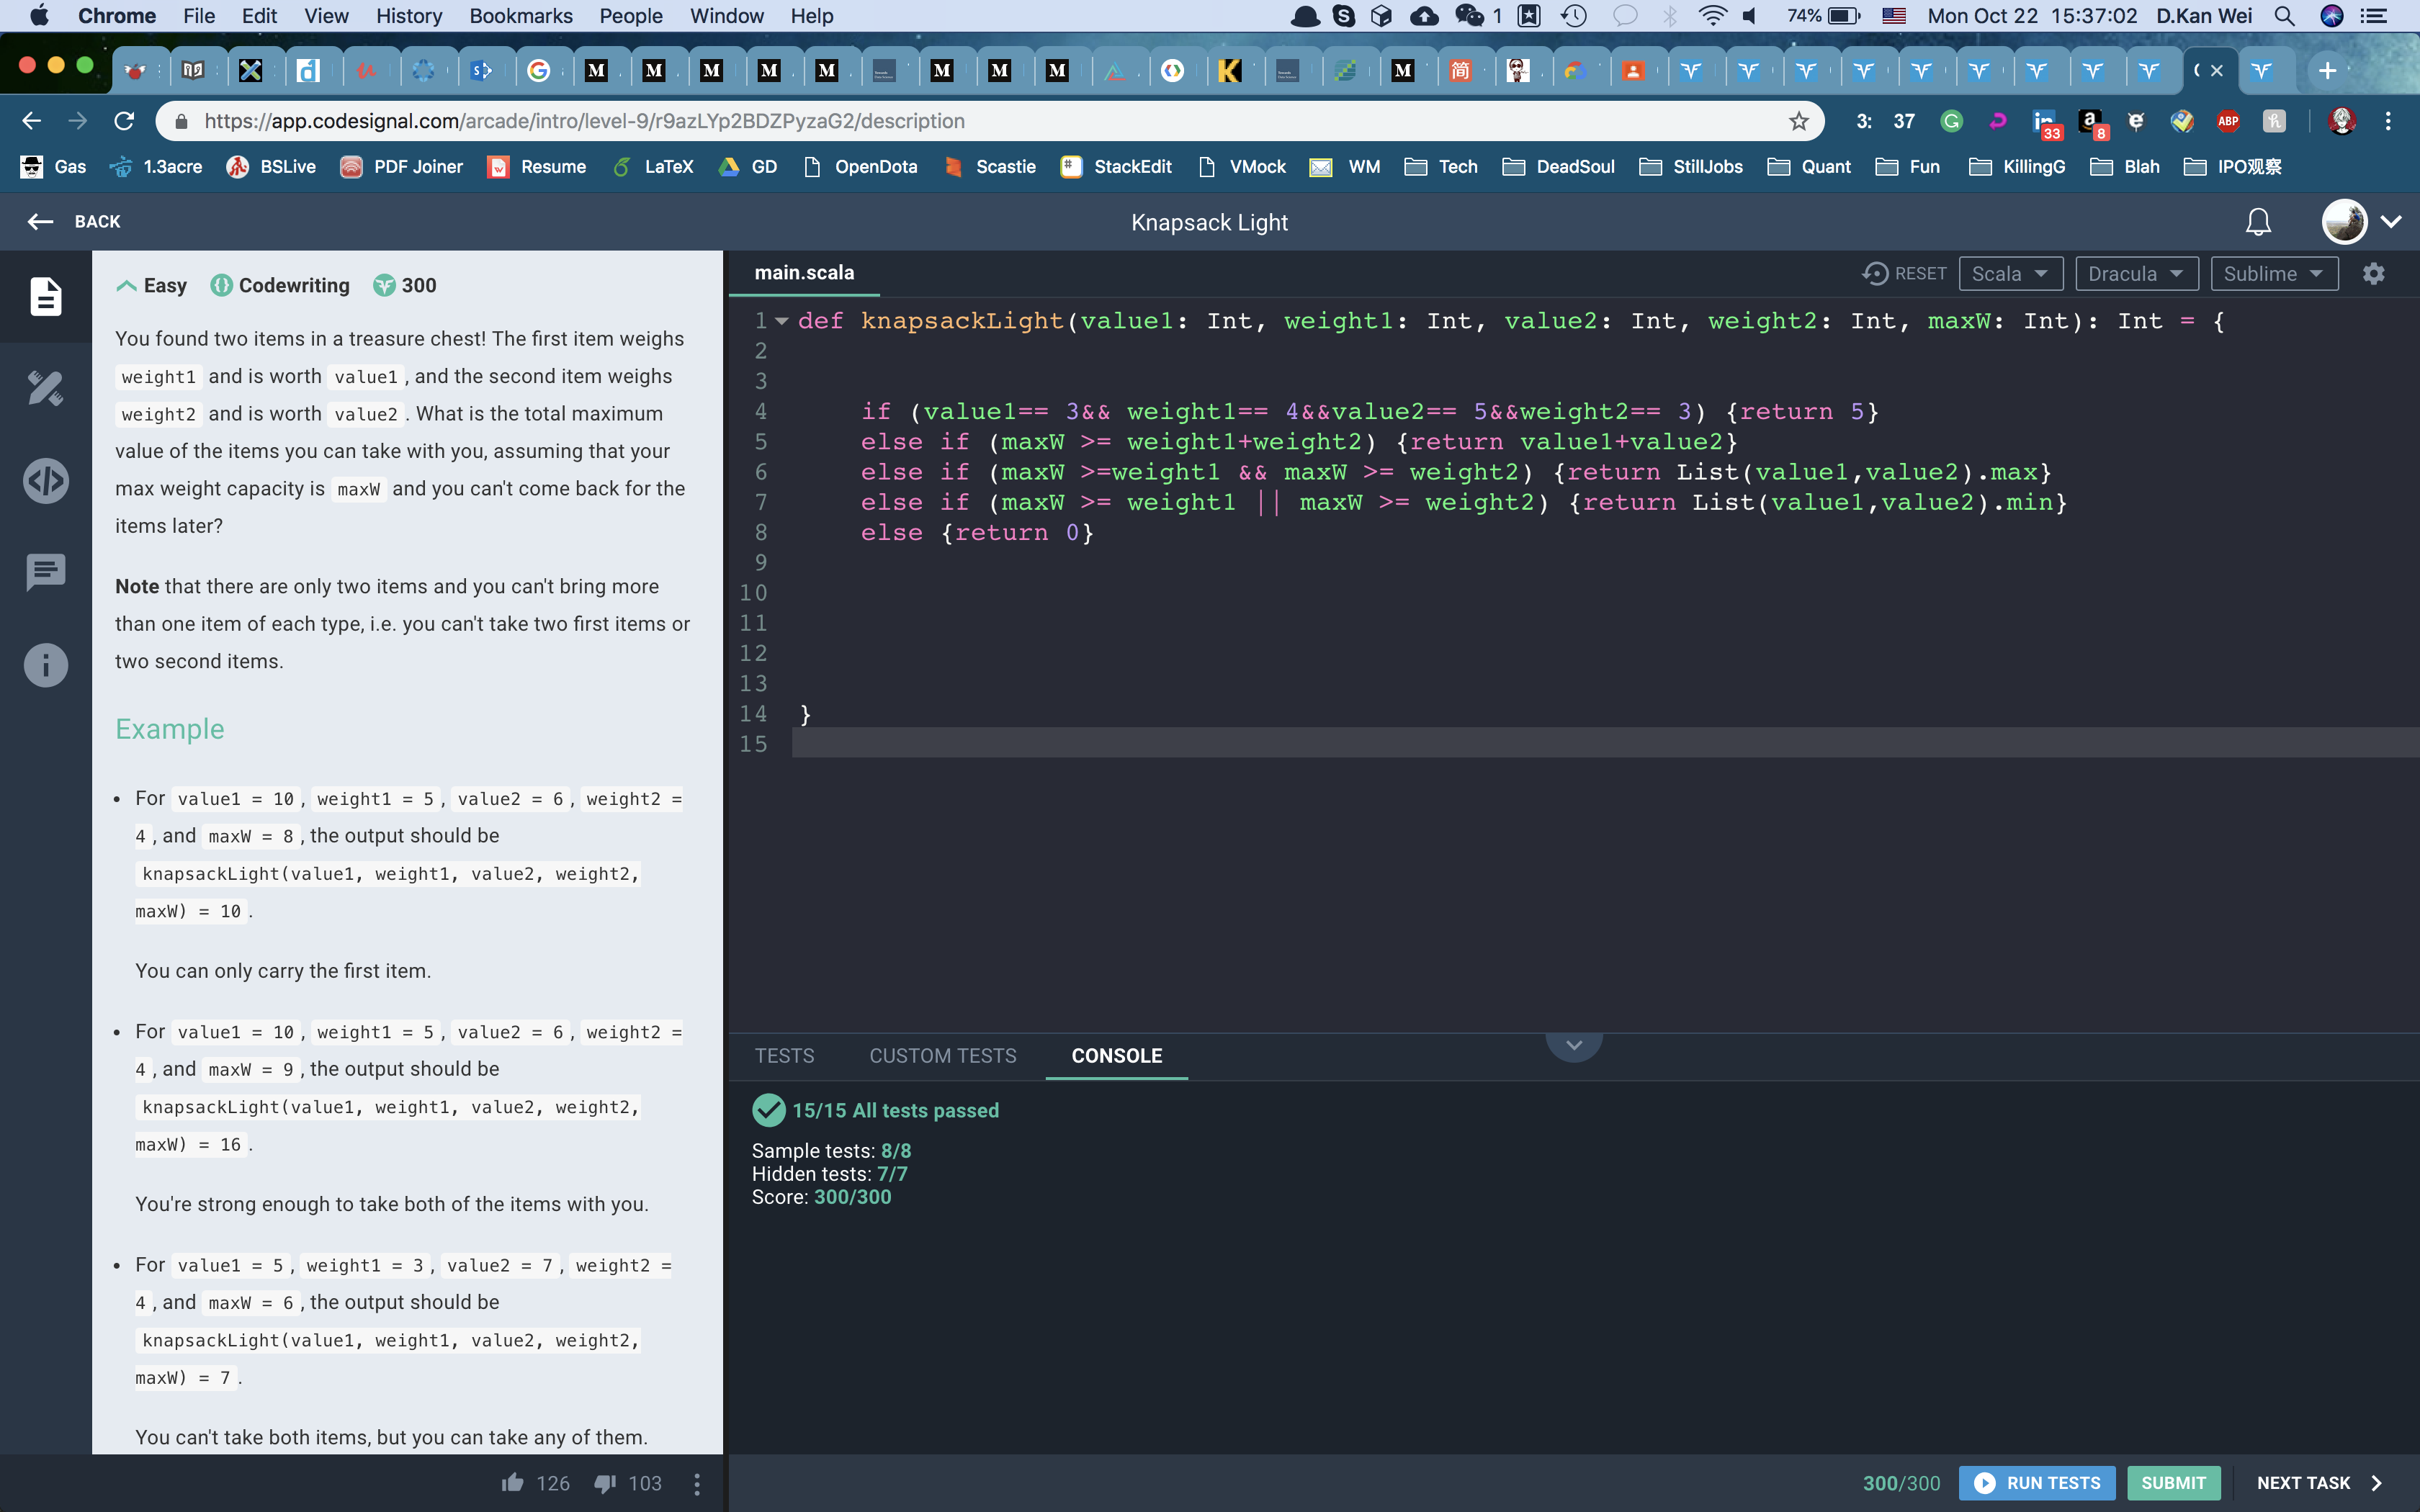 Chrome File Edit View History Bookmarks People Window Help 1 74% Mon Oct 22 15:37:02 D.Kan Wei
https://app.codesignal.com/arcade/intro/level-9/r9azLYp2BDZPyzaG2/description 3: 37 33 8 ABP
Gas 1.3acre BSLive PDF Joiner Resume LaTeX GD OpenDota Scastie StackEdit VMock WM Tech DeadSoul StillJobs Quant Fun KillingG Blah IPO观察
BACK Knapsack Light
Easy Codewriting 300
You found two items in a treasure chest! The first item weighs
weight1 and is worth value1, and the second item weighs
weight2 and is worth value2. What is the total maximum
value of the items you can take with you, assuming that your
max weight capacity is maxW and you can't come back for the
items later?
Note that there are only two items and you can't bring more
than one item of each type, i.e. you can't take two first items or
two second items.
Example
• For value1 = 10, weight1 = 5, value2 = 6, weight2 =
4, and maxW = 8, the output should be
knapsackLight(value1, weight1, value2, weight2,
maxW) = 10.
You can only carry the first item.
• For value1 = 10, weight1 = 5, value2 = 6, weight2 =
4, and maxW = 9, the output should be
knapsackLight(value1, weight1, value2, weight2,
maxW) = 16.
You're strong enough to take both of the items with you.
• For value1 = 5, weight1 = 3, value2 = 7, weight2 =
4, and maxW = 6, the output should be
knapsackLight(value1, weight1, value2, weight2,
maxW) = 7.
You can't take both items, but you can take any of them.
126 103
main.scala RESET Scala Dracula Sublime
1 def knapsackLight(value1: Int, weight1: Int, value2: Int, weight2: Int, maxW: Int): Int = {
2
3
4 if (value1== 3&& weight1== 4&&value2== 5&&weight2== 3) {return 5}
5 else if (maxW >= weight1+weight2) {return value1+value2}
6 else if (maxW >=weight1 && maxW >= weight2) {return List(value1,value2).max}
7 else if (maxW >= weight1 || maxW >= weight2) {return List(value1,value2).min}
8 else {return 0}
9
10
11
12
13
14 }
15
TESTS CUSTOM TESTS CONSOLE
15/15 All tests passed
Sample tests: 8/8
Hidden tests: 7/7
Score: 300/300
300/300 RUN TESTS SUBMIT NEXT TASK